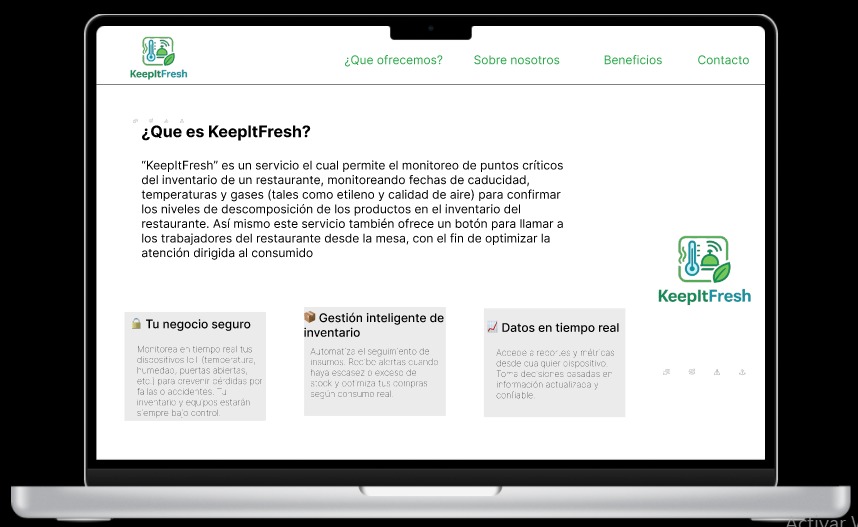 KeepItFresh
¿Que ofrecemos? Sobre nosotros Beneficios Contacto
¿Que es KeepItFresh?
“KeepItFresh” es un servicio el cual permite el monitoreo de puntos críticos
del inventario de un restaurante, monitoreando fechas de caducidad,
temperaturas y gases (tales como etileno y calidad de aire) para confirmar
los niveles de descomposición de los productos en el inventario del
restaurante. Así mismo este servicio también ofrece un botón para llamar a
los trabajadores del restaurante desde la mesa, con el fin de optimizar la
atención dirigida al consumido
KeepItFresh
Tu negocio seguro
Monitorea en tiempo real tus
dispositivos IoT (temperatura,
humedad, puertas abiertas,
etc.) para prevenir pérdidas por
fallas o accidentes. Tu
inventario y equipos estarán
siempre bajo control.
Gestión inteligente de
inventario
Automatiza el seguimiento de
insumos. Recibe alertas cuando
haya escasez o exceso de
stock y optimiza tus compras
según consumo real.
Datos en tiempo real
Accede a reportes y métricas
desde cualquier dispositivo.
Toma decisiones basadas en
información actualizada y
confiable.
Activar